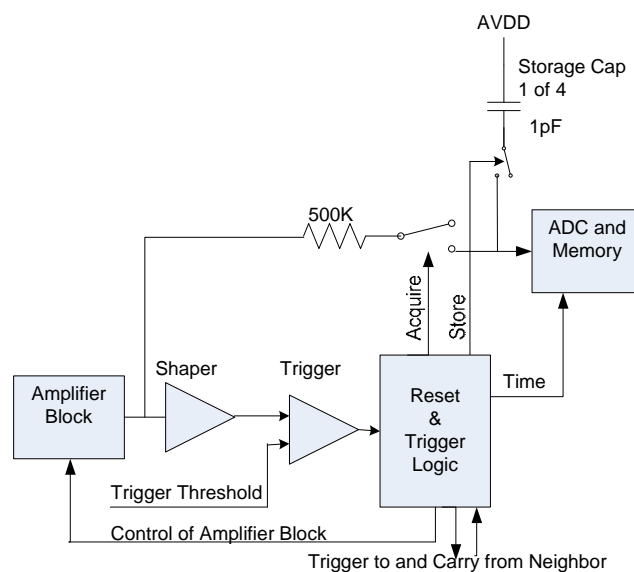 AVDD
Storage Cap
1 of 4
1pF
500K
ADC and
Memory
Acquire
Store
Shaper
Trigger
Amplifier
Block
Reset
&
Trigger
Logic
Time
Trigger Threshold
Control of Amplifier Block
Trigger to and Carry from Neighbor